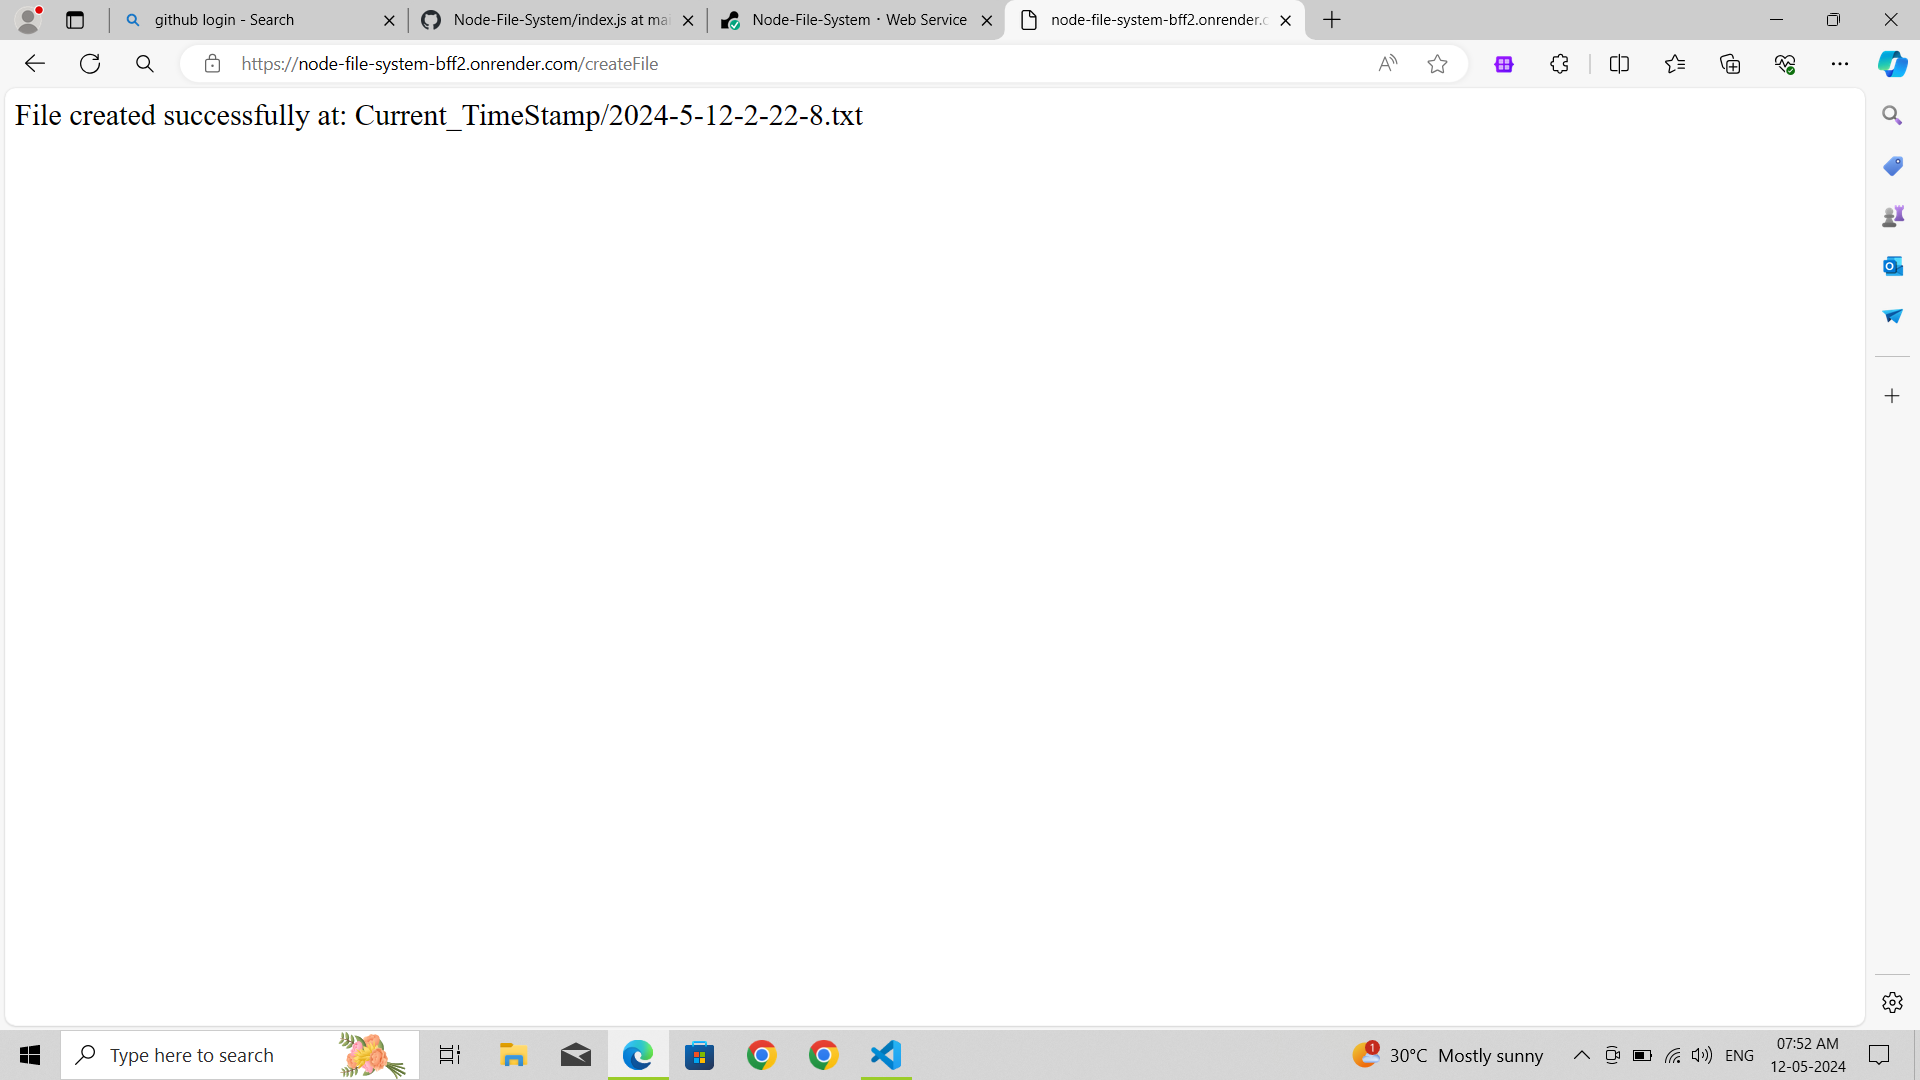 github login - Search
Node-File-System/index.js at mai
Node-File-System · Web Service
node-file-system-bff2.onrender.c
https://node-file-system-bff2.onrender.com/createFile
File created successfully at: Current_TimeStamp/2024-5-12-2-22-8.txt
Type here to search
1
30°C Mostly sunny
ENG
07:52 AM
12-05-2024